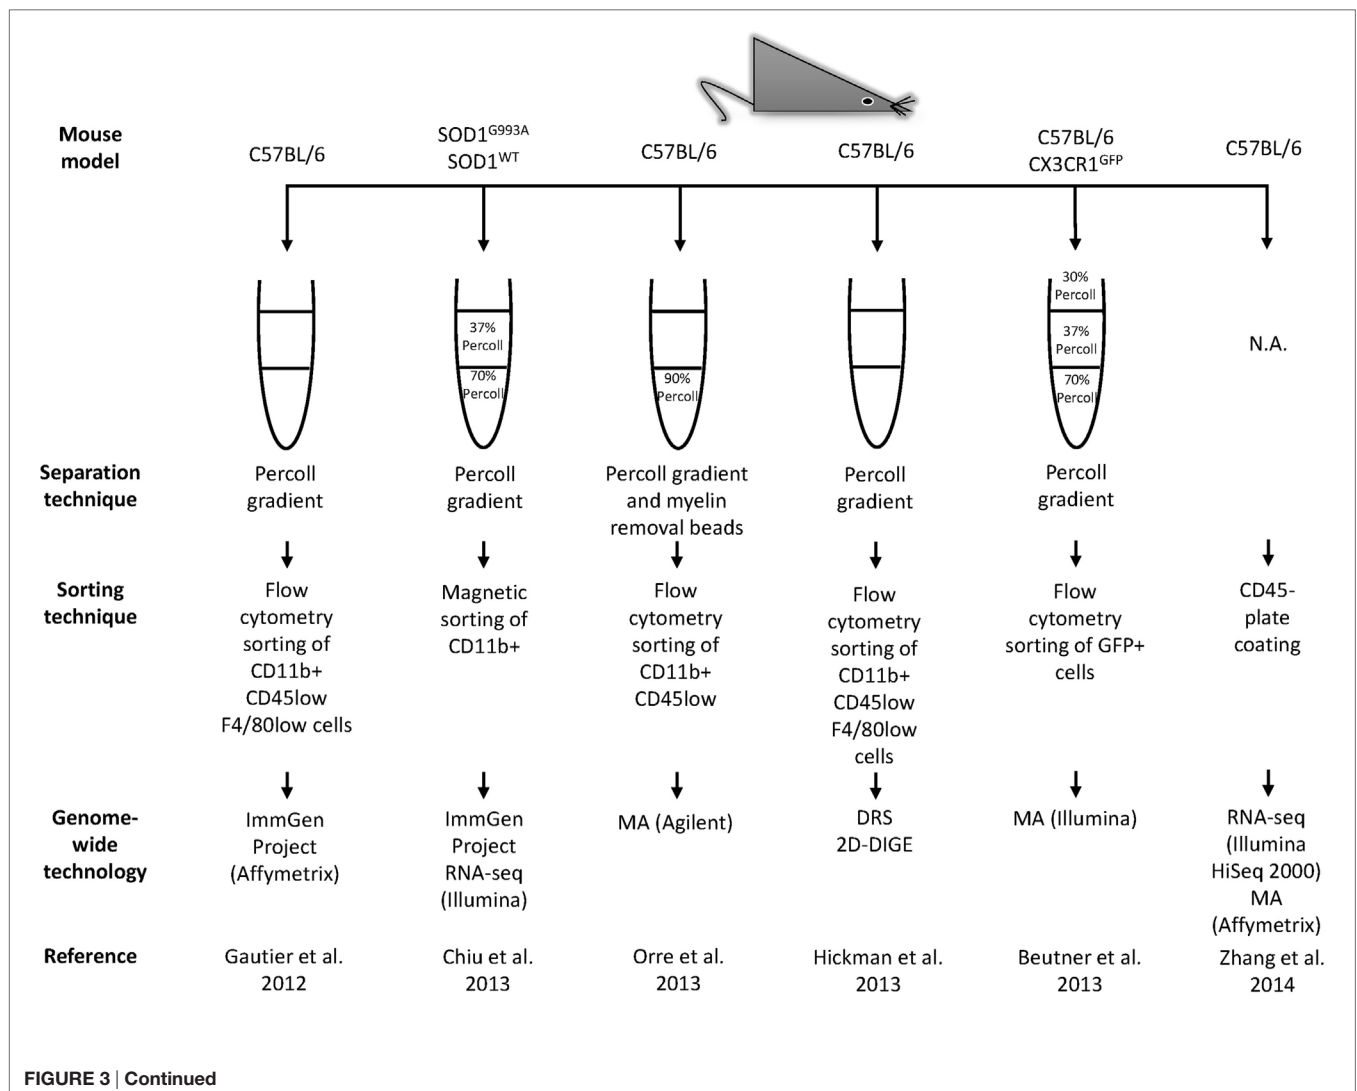 Mouse
model
C57BL/6
SOD1G993A
SOD1WT
C57BL/6
C57BL/6
C57BL/6
CX3CR1GFP
C57BL/6
37%
Percoll
70%
Percoll
90%
Percoll
30%
Percoll
37%
Percoll
70%
Percoll
N.A.
Separation
technique
Percoll
gradient
Percoll
gradient
Percoll gradient
and myelin
removal beads
Percoll
gradient
Percoll
gradient
Sorting
technique
Flow
cytometry
sorting of
CD11b+
CD45low
F4/80low cells
Magnetic
sorting of
CD11b+
Flow
cytometry
sorting of
CD11b+
CD45low
Flow
cytometry
sorting of
CD11b+
CD45low
F4/80low
cells
Flow
cytometry
sorting of GFP+
cells
CD45-
plate
coating
Genome-
wide
technology
ImmGen
Project
(Affymetrix)
ImmGen
Project
RNA-seq
(Illumina)
MA (Agilent)
DRS
2D-DIGE
MA (Illumina)
RNA-seq
(Illumina
HiSeq 2000)
MA
(Affymetrix)
Reference
Gautier et al.
2012
Chiu et al.
2013
Orre et al.
2013
Hickman et al.
2013
Beutner et al.
2013
Zhang et al.
2014
FIGURE 3 | Continued